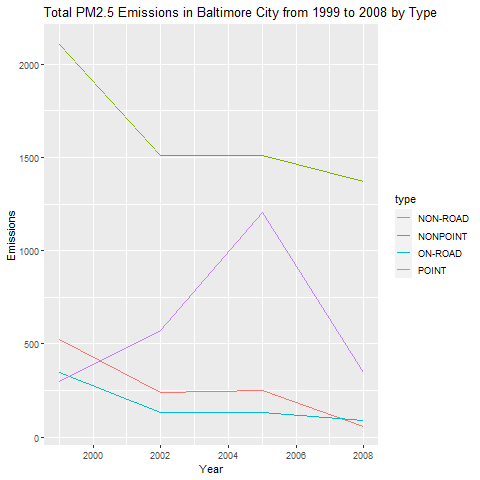 Total PM2.5 Emissions in Baltimore City from 1999 to 2008 by Type
2000
1500
1000
500
0
Emissions
2000
2002
2004
2006
2008
Year
type
NON-ROAD
NONPOINT
ON-ROAD
POINT